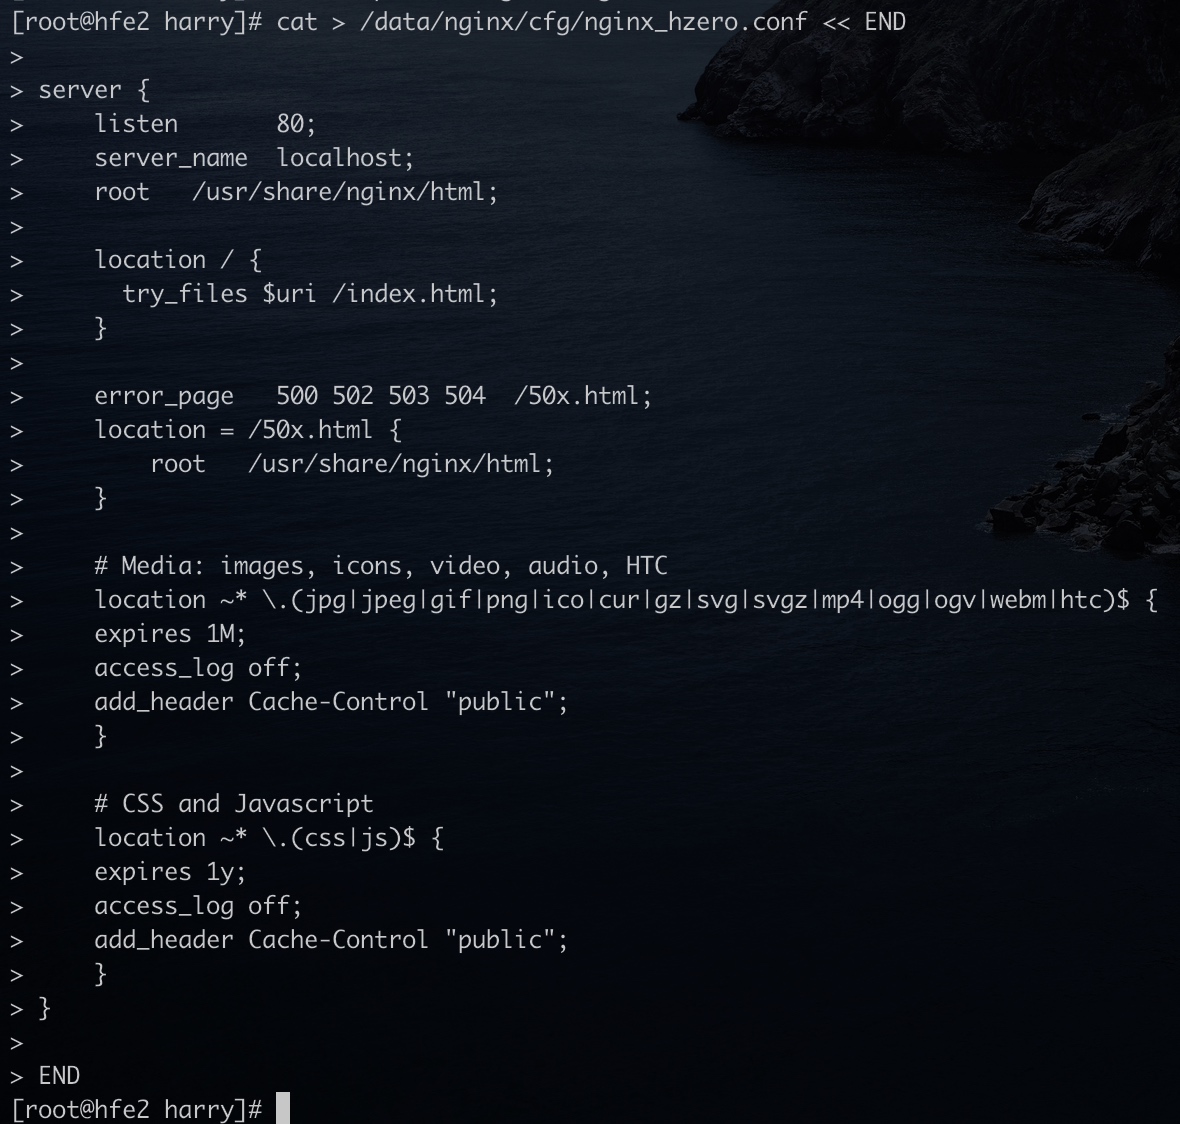 [root@hfe2 harry]# cat > /data/nginx/cfg/nginx_hzero.conf << END
>
> server {
>     listen       80;
>     server_name  localhost;
>     root   /usr/share/nginx/html;
>
>     location / {
>       try_files $uri /index.html;
>     }
>
>     error_page   500 502 503 504  /50x.html;
>     location = /50x.html {
>         root   /usr/share/nginx/html;
>     }
>
>     # Media: images, icons, video, audio, HTC
>     location ~* \.(jpg|jpeg|gif|png|ico|cur|gz|svg|svgz|mp4|ogg|ogv|webm|htc)$ {
>     expires 1M;
>     access_log off;
>     add_header Cache-Control "public";
>     }
>
>     # CSS and Javascript
>     location ~* \.(css|js)$ {
>     expires 1y;
>     access_log off;
>     add_header Cache-Control "public";
>     }
> }
>
> END
[root@hfe2 harry]#